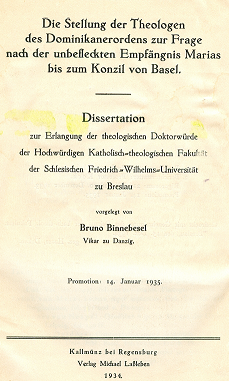 Die Stellung der Theologen
des Dominikanerordens zur Frage
nach der unbefleckten Empfängnis Marias
bis zum Konzil von Basel.
Dissertation
zur Erlangung der theologischen Doktorwürde
der Hochwürdigen Katholisch=theologischen Fakultät
der Schlesischen Friedrich=Wilhelms=Universität
zu Breslau
vorgelegt von
Bruno Binnebesel
Vikar zu Danzig.
Promotion: 14. Januar 1935.
Kallmünz bei Regensburg
Verlag Michael Laßleben
1934.